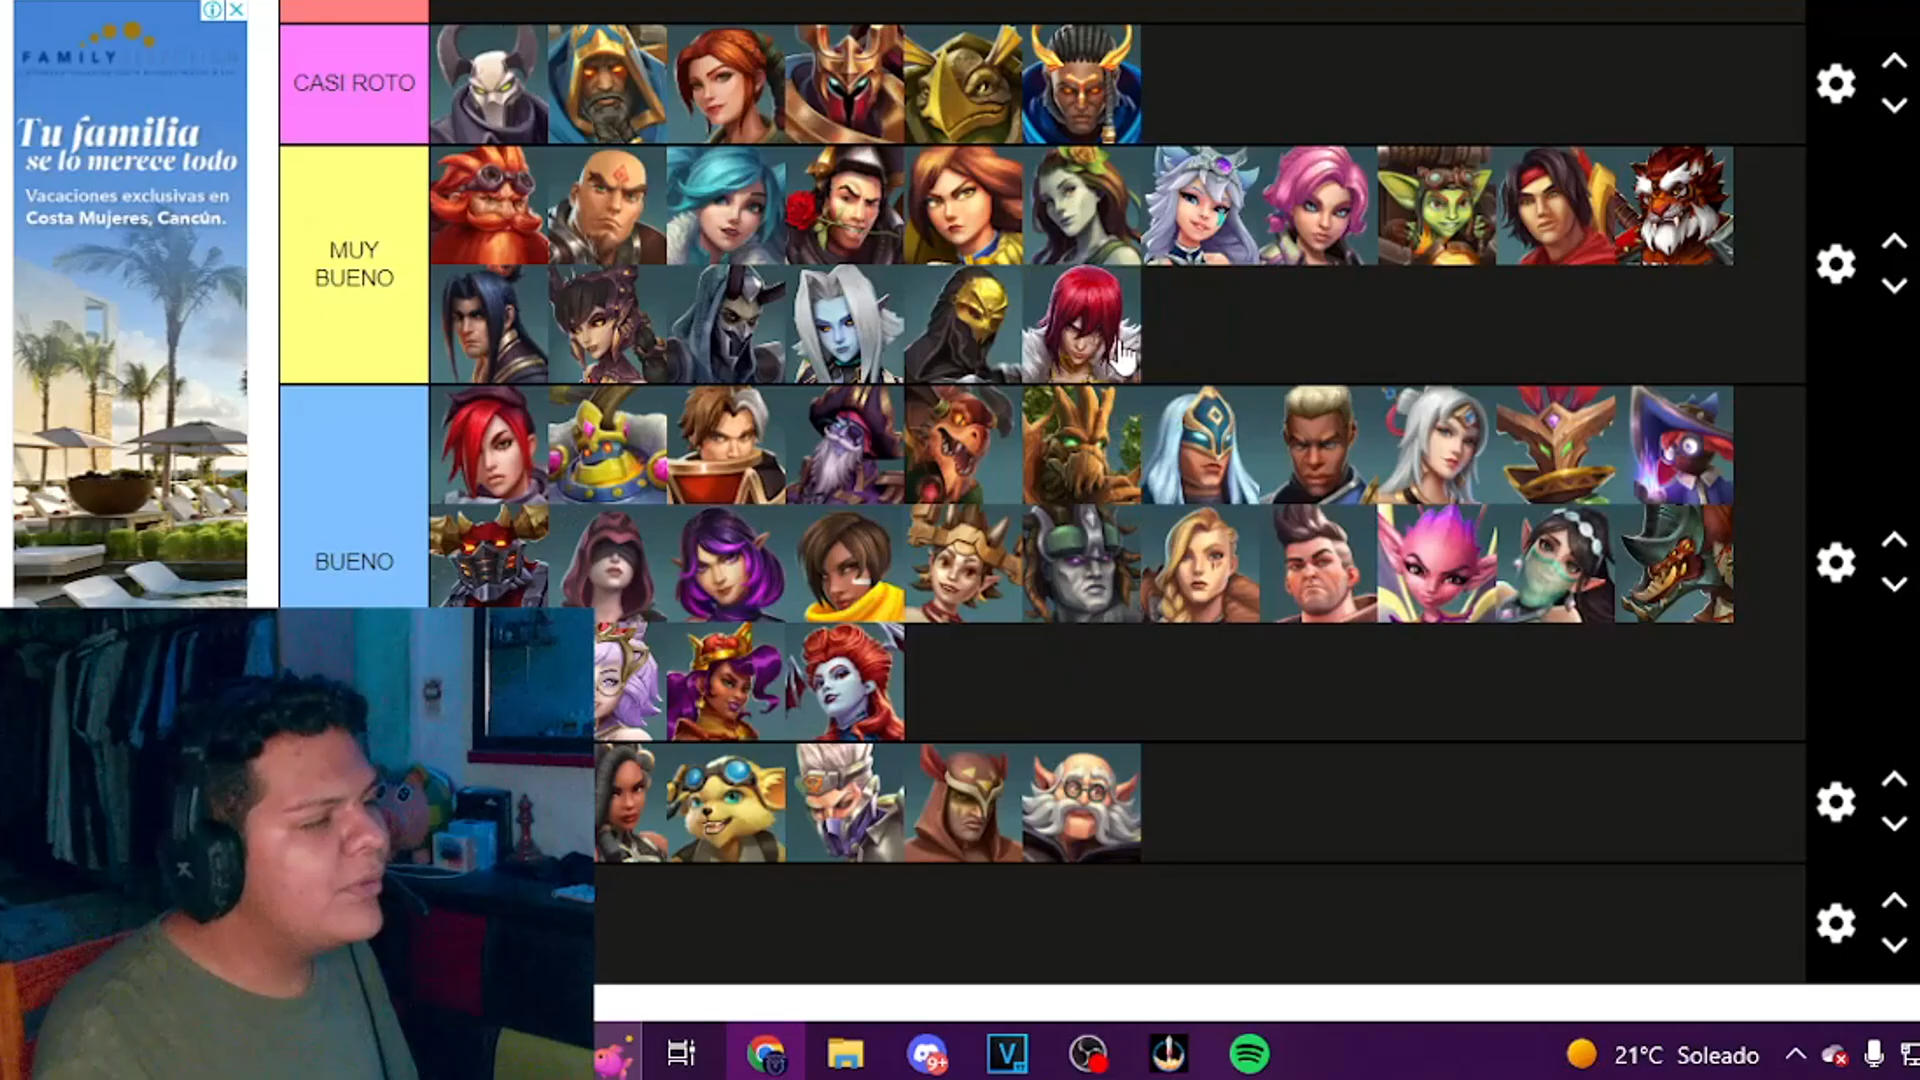 FAMILY
Tu familia
se lo merece todo
Vacaciones exclusivas en
Costa Mujeres, Cancún.
CASI ROTO
MUY
BUENO
BUENO
9+
V
21°C Soleado